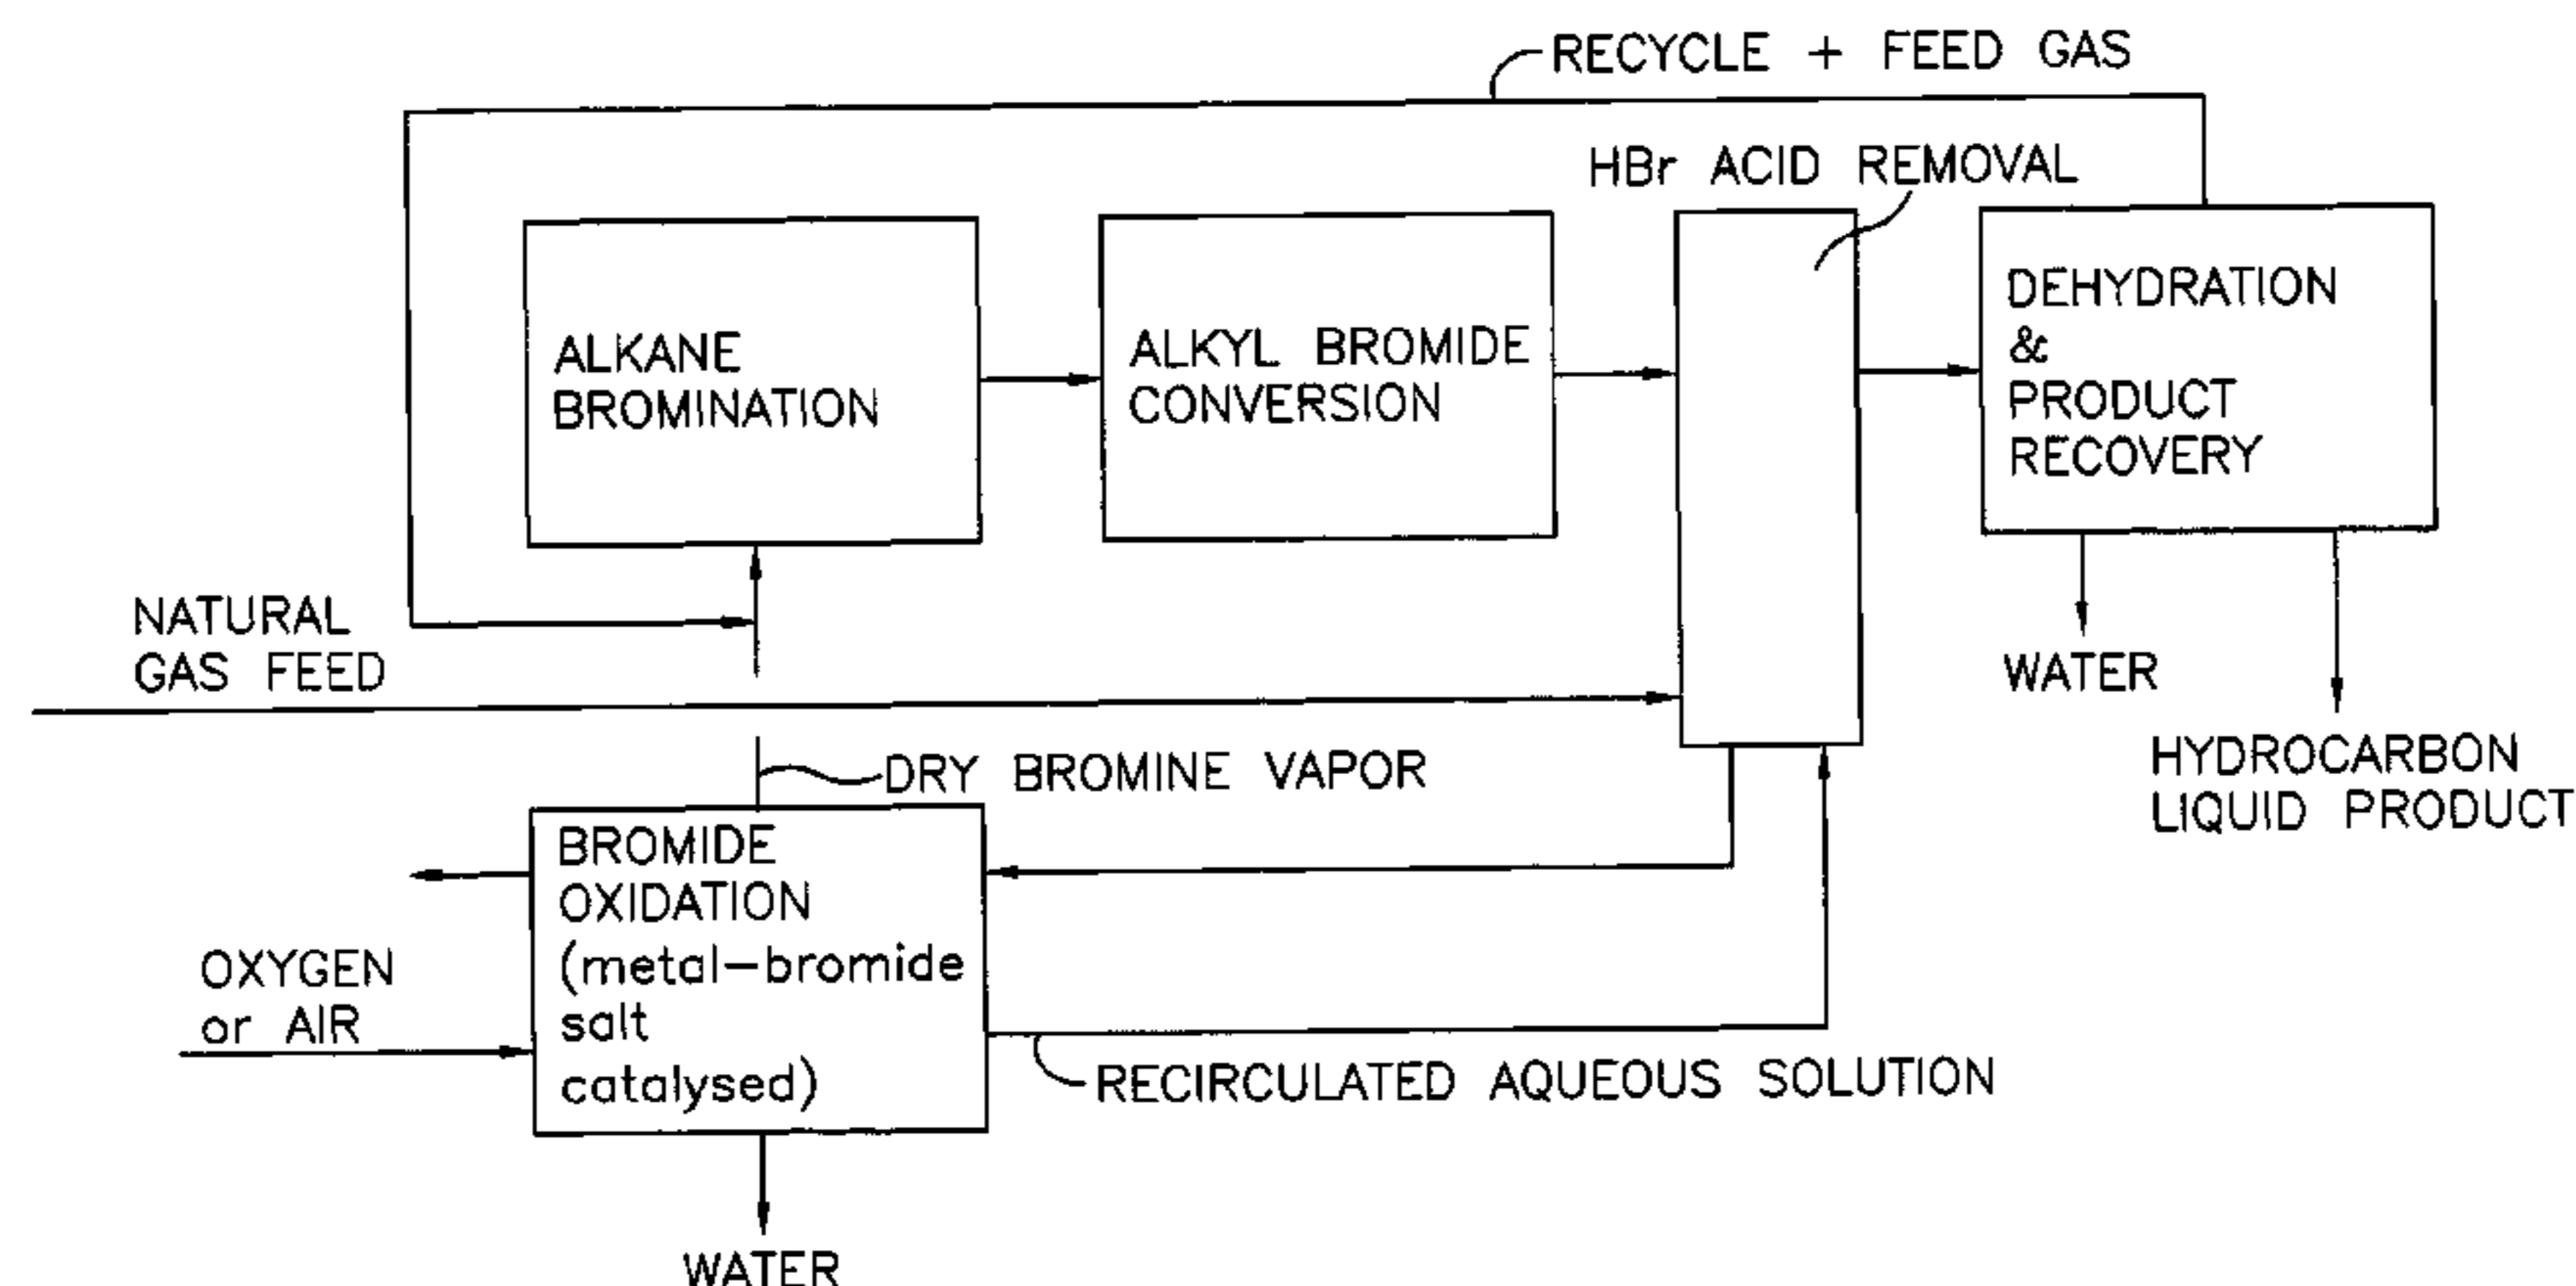 RECYCLE + FEED GAS
HBr ACID REMOVAL
ALKANE
BROMINATION
ALKYL BROMIDE
CONVERSION
DEHYDRATION
&
PRODUCT
RECOVERY
NATURAL
GAS FEED
WATER
HYDROCARBON
LIQUID PRODUCT
DRY BROMINE VAPOR
BROMIDE
OXIDATION
(metal-bromide
salt
catalysed)
OXYGEN
or AIR
RECIRCULATED AQUEOUS SOLUTION
WATER